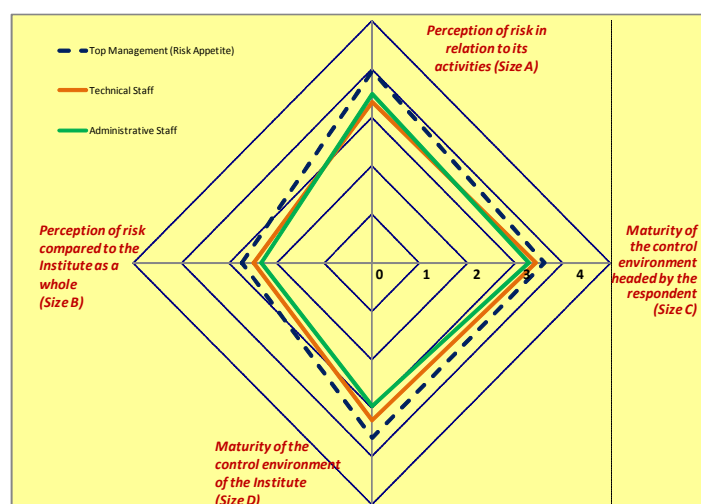 Perception of risk in
relation to its
activities (Size A)
Top Management (Risk Appetite)
Technical Staff
Administrative Staff
Perception of risk
compared to the
Institute as a
whole
(Size B)
0 1 2 3 4
Maturity of
the control
environment
headed by the
respondent
(Size C)
Maturity of the
control environment
of the Institute
(Size D)